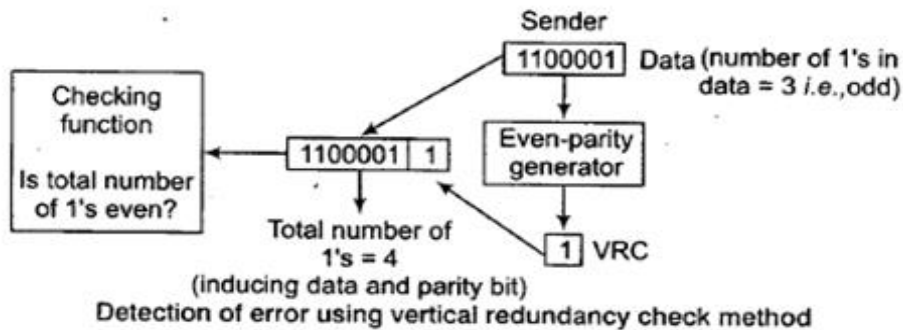 Sender
1100001 Data (number of 1's in
data = 3 i.e., odd)
Checking
function
Is total number
of 1's even?
1100001 1
Even-parity
generator
Total number of
1's = 4
(inducing data and parity bit)
1 VRC
Detection of error using vertical redundancy check method